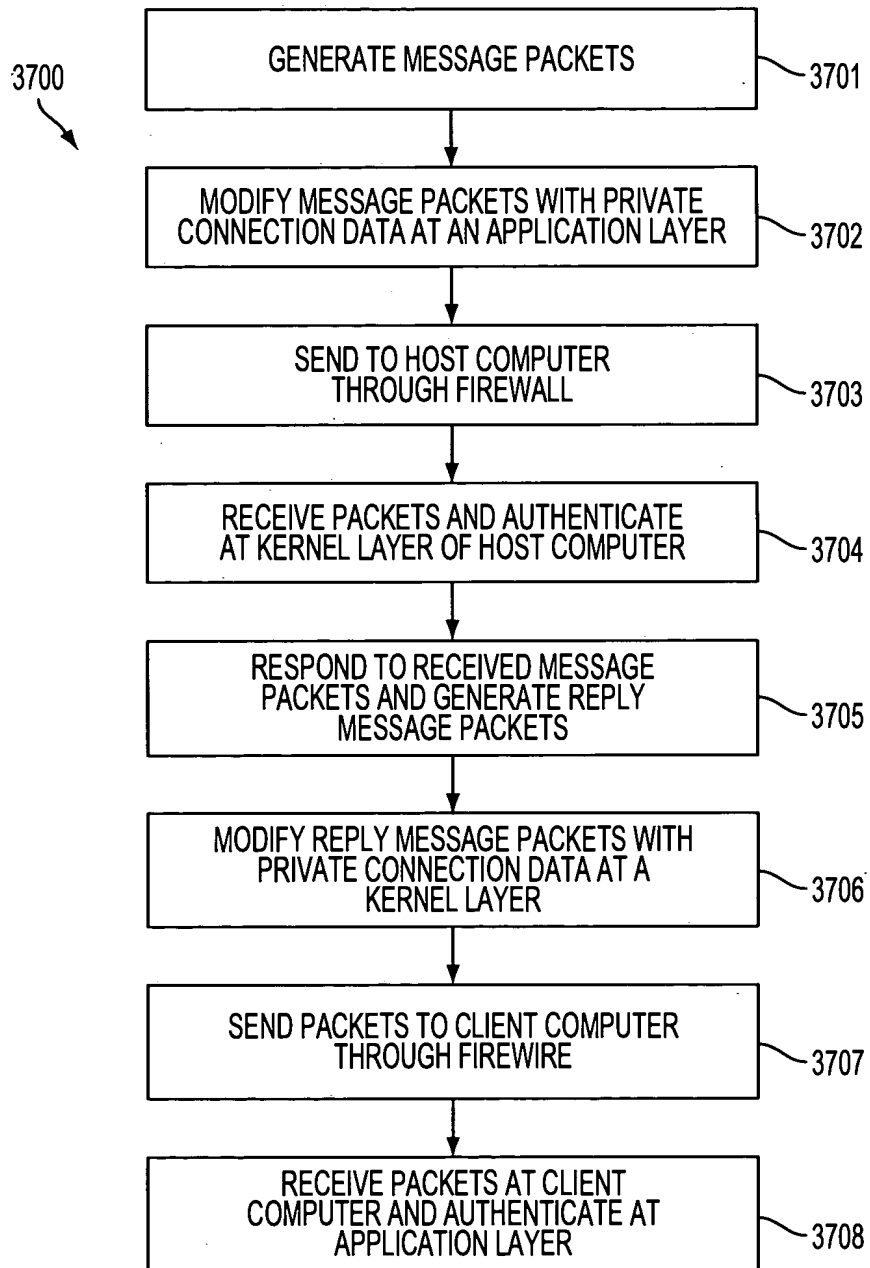 GENERATE MESSAGE PACKETS
3700
3701
MODIFY MESSAGE PACKETS WITH PRIVATE
CONNECTION DATA AT AN APPLICATION LAYER
3702
SEND TO HOST COMPUTER
THROUGH FIREWALL
3703
RECEIVE PACKETS AND AUTHENTICATE
AT KERNEL LAYER OF HOST COMPUTER
3704
RESPOND TO RECEIVED MESSAGE
PACKETS AND GENERATE REPLY
MESSAGE PACKETS
3705
MODIFY REPLY MESSAGE PACKETS WITH
PRIVATE CONNECTION DATA AT A
KERNEL LAYER
3706
SEND PACKETS TO CLIENT COMPUTER
THROUGH FIREWIRE
3707
RECEIVE PACKETS AT CLIENT
COMPUTER AND AUTHENTICATE AT
APPLICATION LAYER
3708